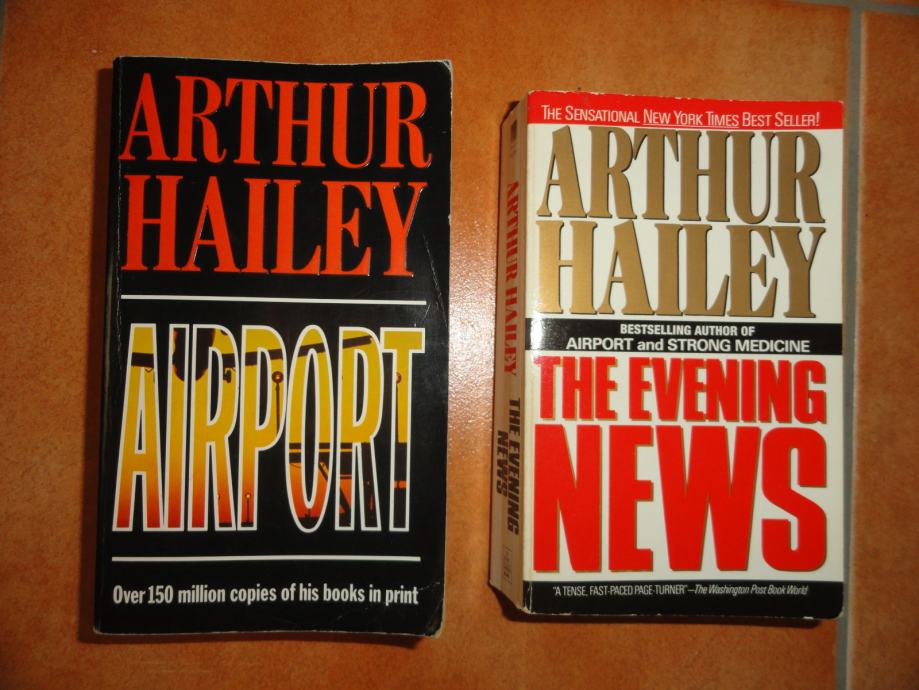 ARTHUR
HAILEY
AIRPORT
Over 150 million copies of his books in print
THE SENSATIONAL NEW YORK TIMES BEST SELLER!
ARTHUR
HAILEY
BESTSELLING AUTHOR OF
AIRPORT and STRONG MEDICINE
THE EVENING
NEWS
"A TENSE, FAST-PACED PAGE-TURNER"—The Washington Post Book World
ARTHUR HAILEY
THE EVENING
NEWS